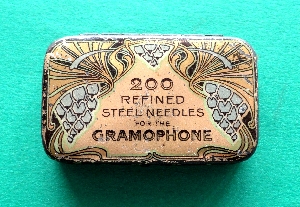 200
REFINED
STEEL NEEDLES
FOR THE
GRAMOPHONE